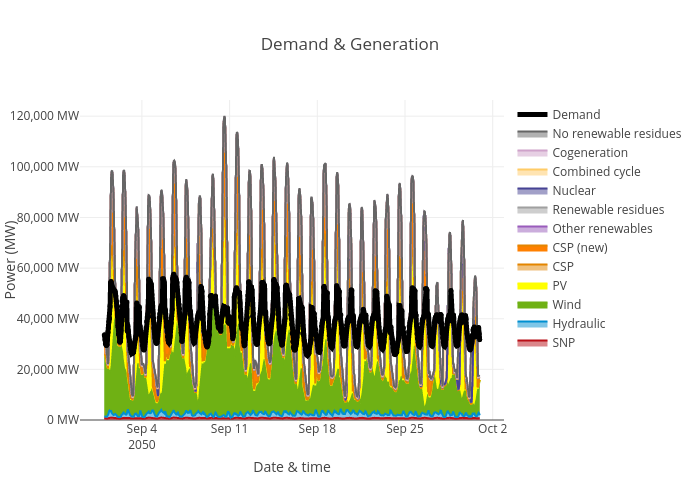 Demand & Generation
120,000 MW
100,000 MW
80,000 MW
60,000 MW
40,000 MW
20,000 MW
0 MW
Power (MW)
Sep 4
2050
Sep 11
Sep 18
Sep 25
Oct 2
Date & time
Demand
No renewable residues
Cogeneration
Combined cycle
Nuclear
Renewable residues
Other renewables
CSP (new)
CSP
PV
Wind
Hydraulic
SNP